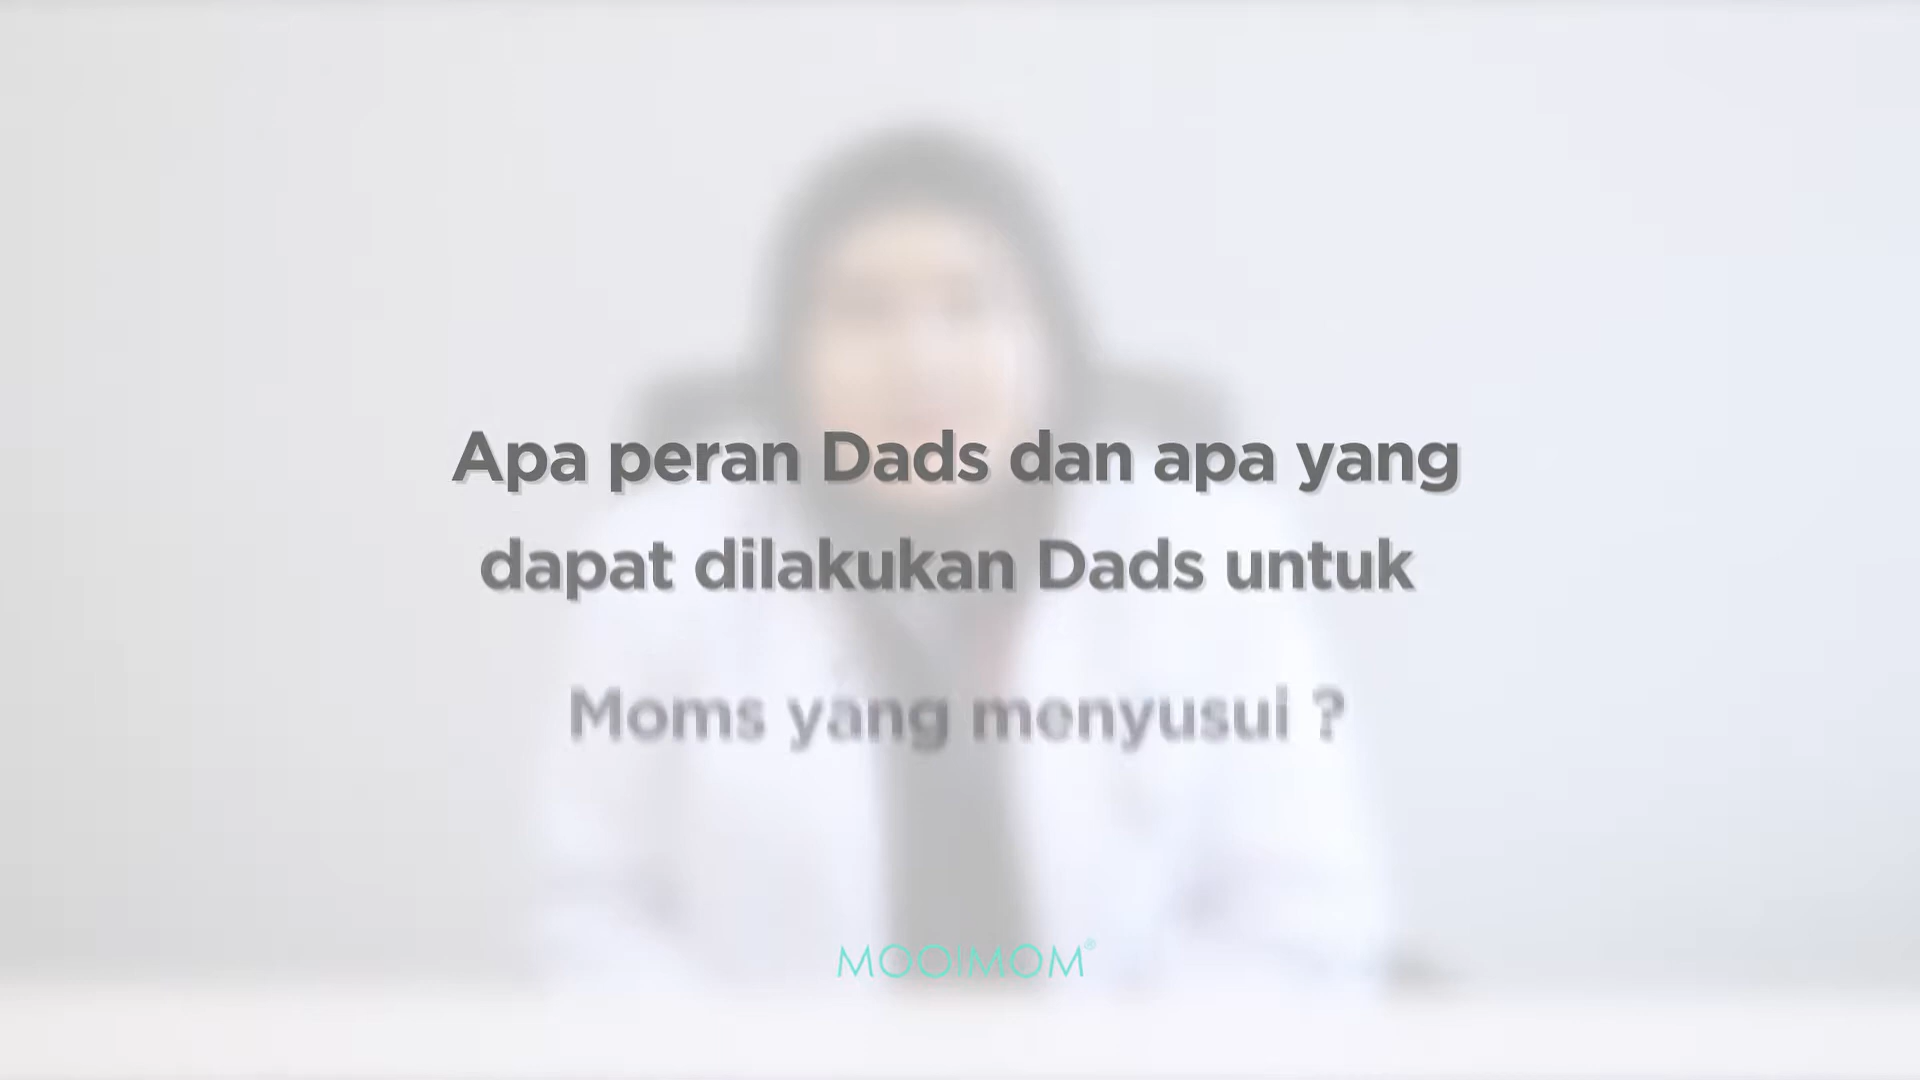 Apa peran Dads dan apa yang
dapat dilakukan Dads untuk
Moms yang menyusui ?
MOOIMOM®